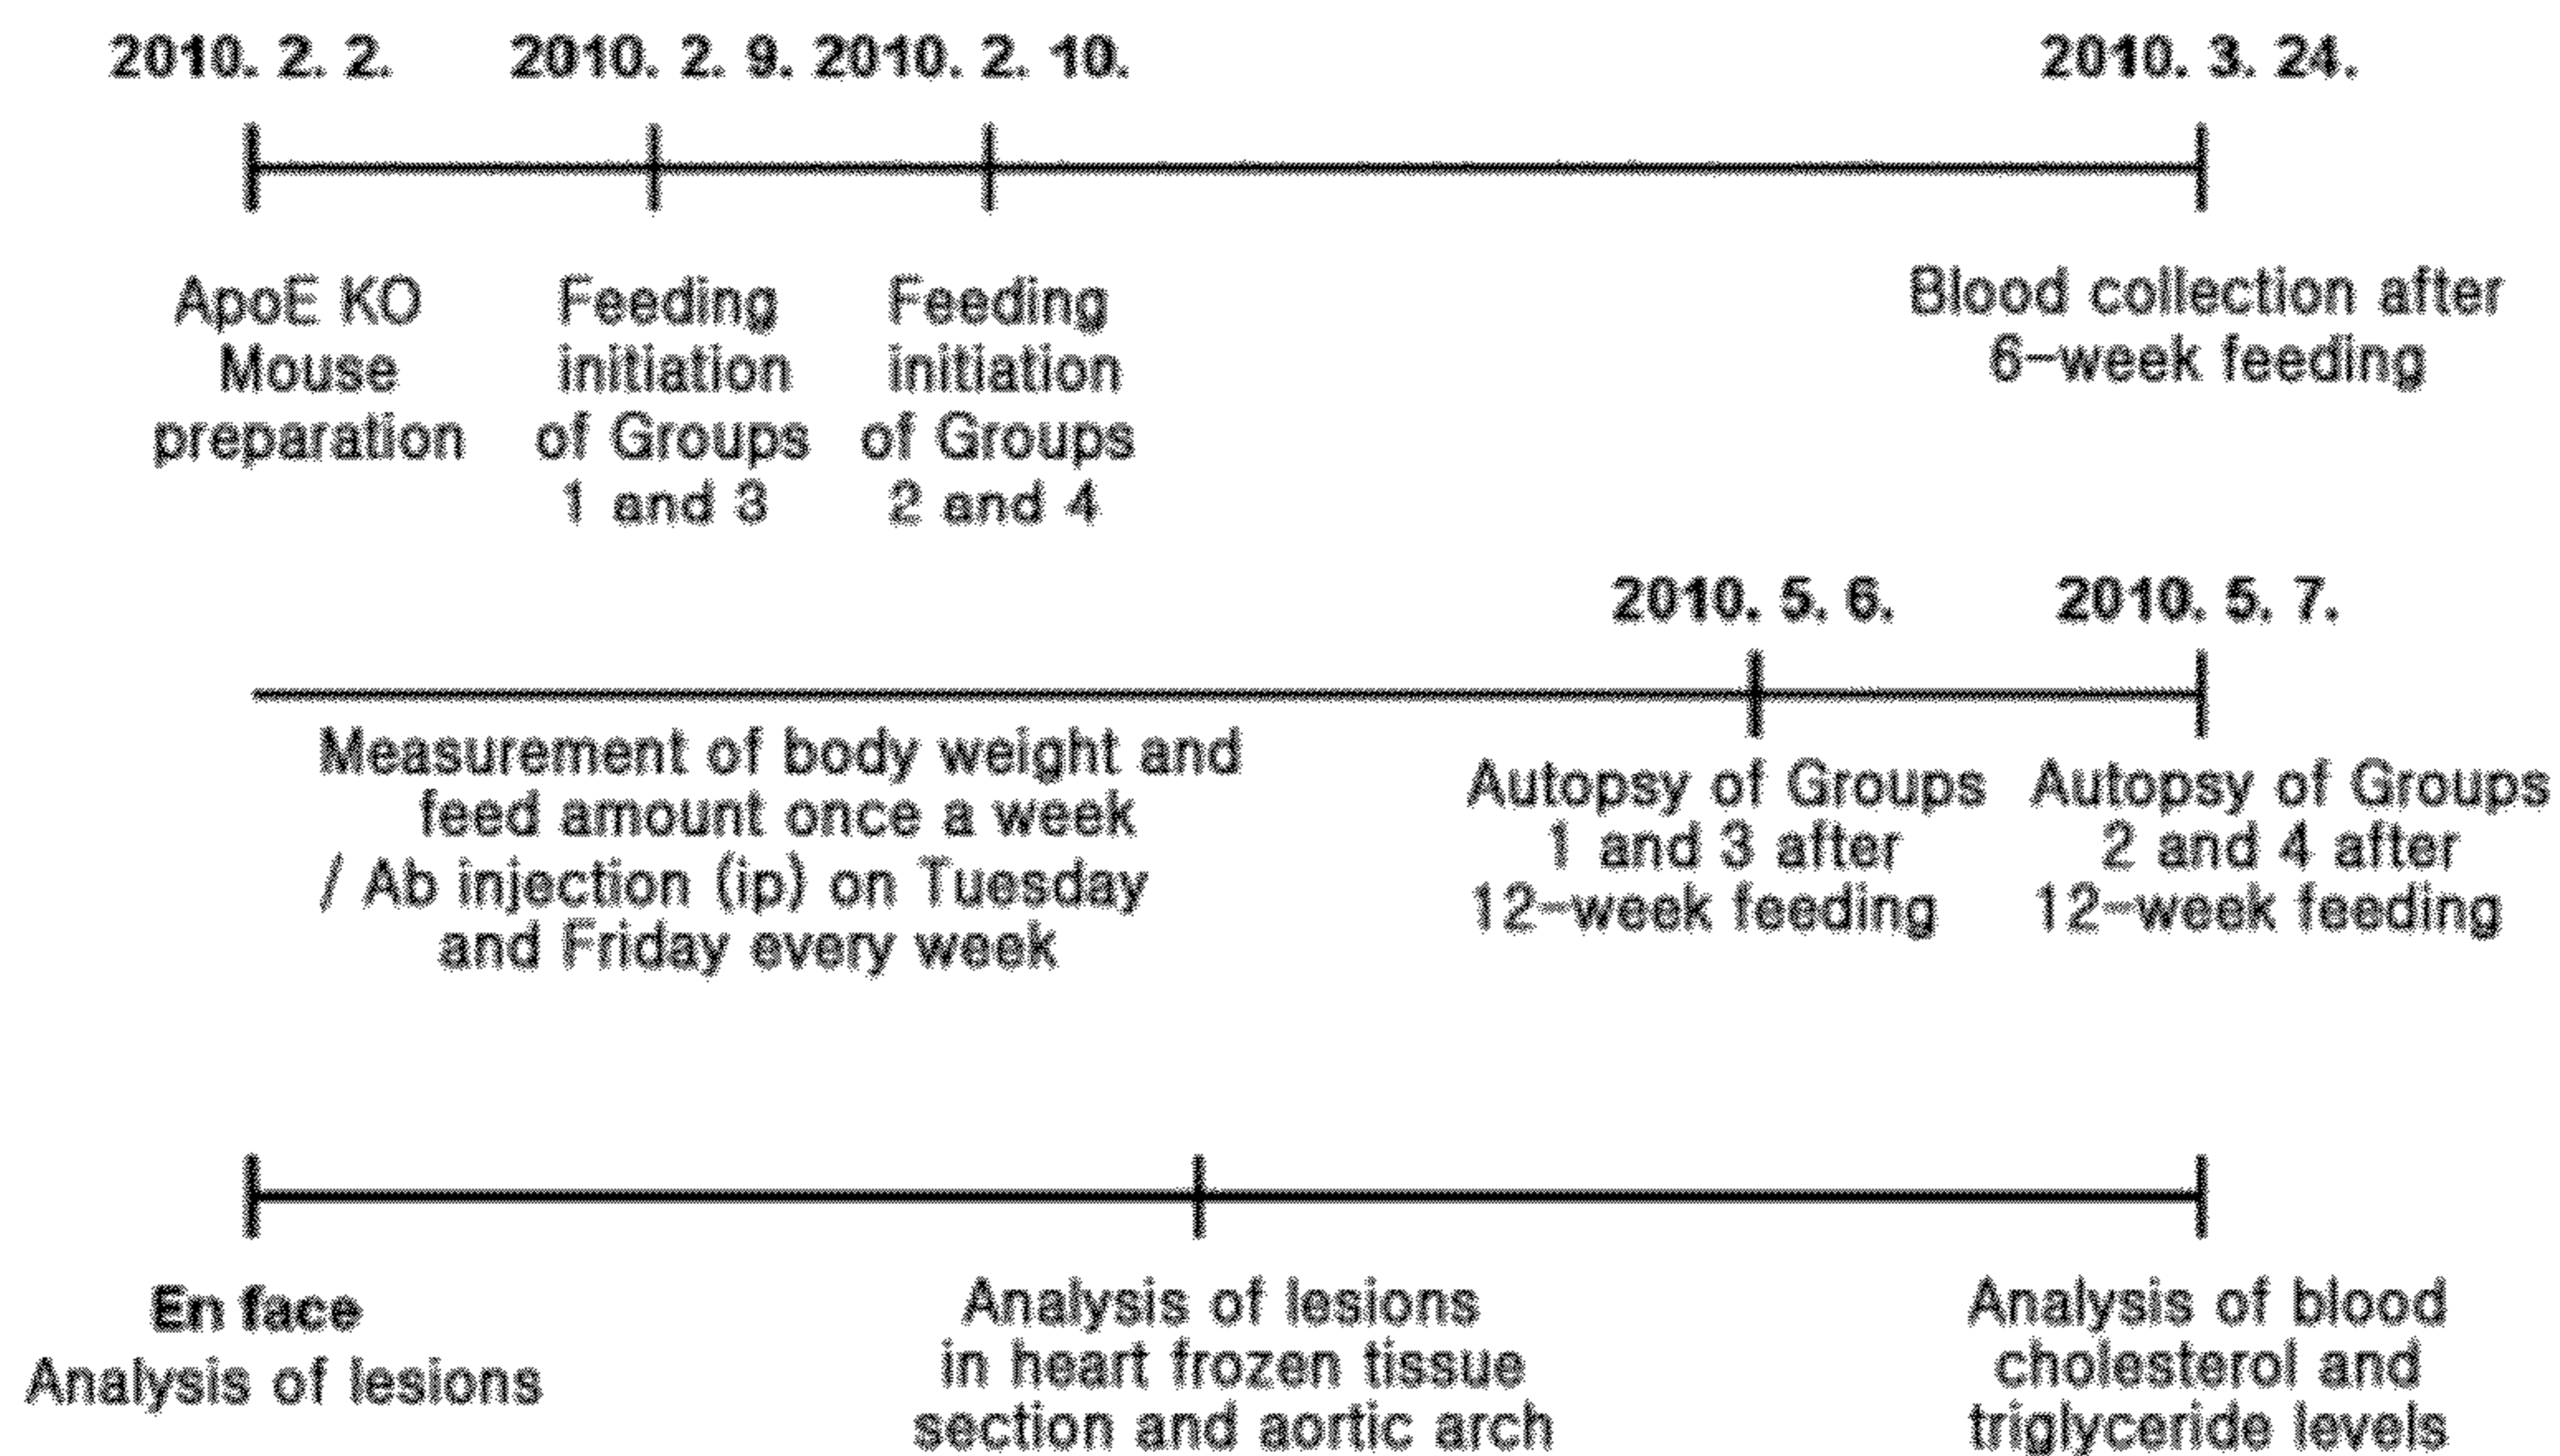 2010. 2. 2.
2010. 2. 9.
2010. 2. 10.
2010. 3. 24.
ApoE KO
Mouse
preparation
Feeding
initiation
of Groups
1 and 3
Feeding
initiation
of Groups
2 and 4
Blood collection after
6-week feeding
2010. 5. 6.
2010. 5. 7.
Measurement of body weight and
feed amount once a week
/ Ab injection (ip) on Tuesday
and Friday every week
Autopsy of Groups
1 and 3 after
12-week feeding
Autopsy of Groups
2 and 4 after
12-week feeding
En face
Analysis of lesions
Analysis of lesions
in heart frozen tissue
section and aortic arch
Analysis of blood
cholesterol and
triglyceride levels